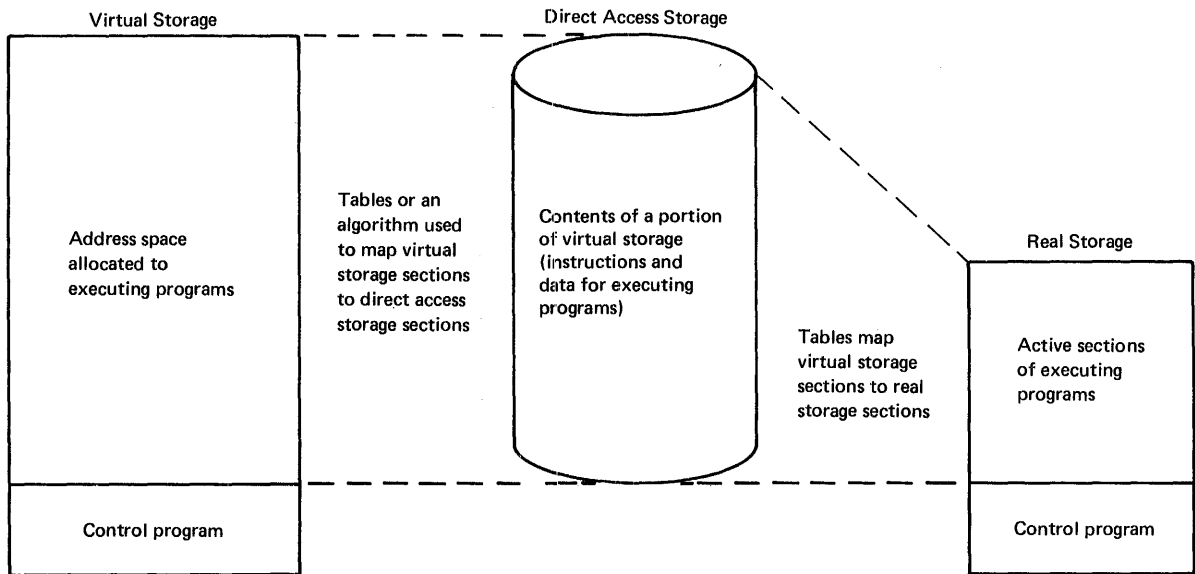 Virtual Storage
Direct Access Storage
Address space
allocated to
executing programs
Tables or an
algorithm used
to map virtual
storage sections
to direct access
storage sections
Contents of a portion
of virtual storage
(instructions and
data for executing
programs)
Tables map
virtual storage
sections to real
storage sections
Real Storage
Active sections
of executing
programs
Control program
Control program